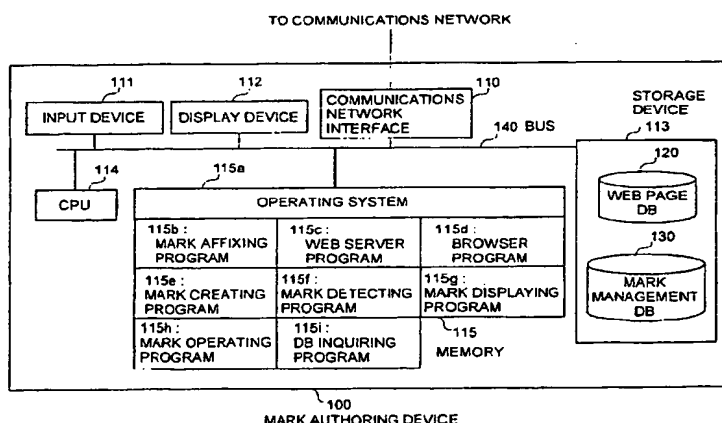 TO COMMUNICATIONS NETWORK
111
112
110
INPUT DEVICE
DISPLAY DEVICE
COMMUNICATIONS
NETWORK
INTERFACE
STORAGE
DEVICE
113
140 BUS
114
CPU
115a
OPERATING SYSTEM
115b :
MARK AFFIXING
PROGRAM
115c :
WEB SERVER
PROGRAM
115d :
BROWSER
PROGRAM
115e :
MARK CREATING
PROGRAM
115f :
MARK DETECTING
PROGRAM
115g :
MARK DISPLAYING
PROGRAM
115h :
MARK OPERATING
PROGRAM
115i :
DB INQUIRING
PROGRAM
115
MEMORY
120
WEB PAGE
DB
130
MARK
MANAGEMENT
DB
100
MARK AUTHORING DEVICE